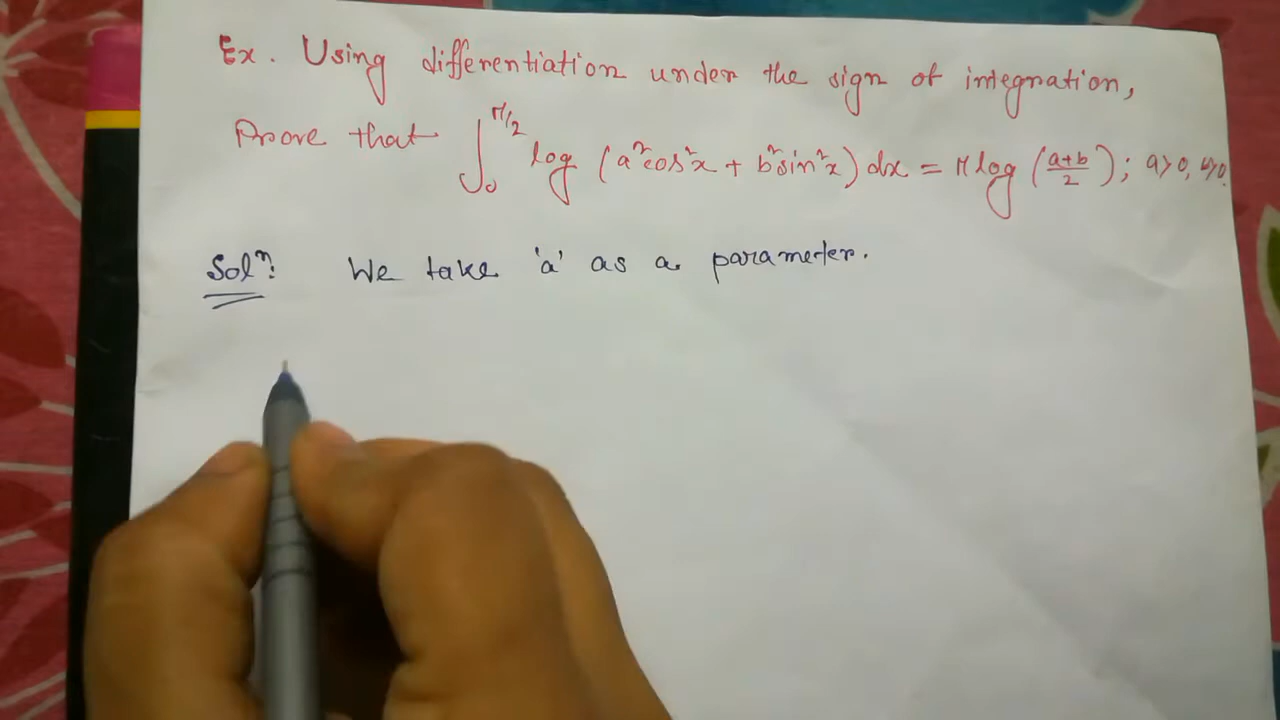 Ex. Using differentiation under the sign of integration,
Prove that ∫₀^{π/2} log (a²cos²x + b²sin²x) dx = π log ((a+b)/2); a>0, b>0.
Solⁿ: We take 'a' as a parameter.